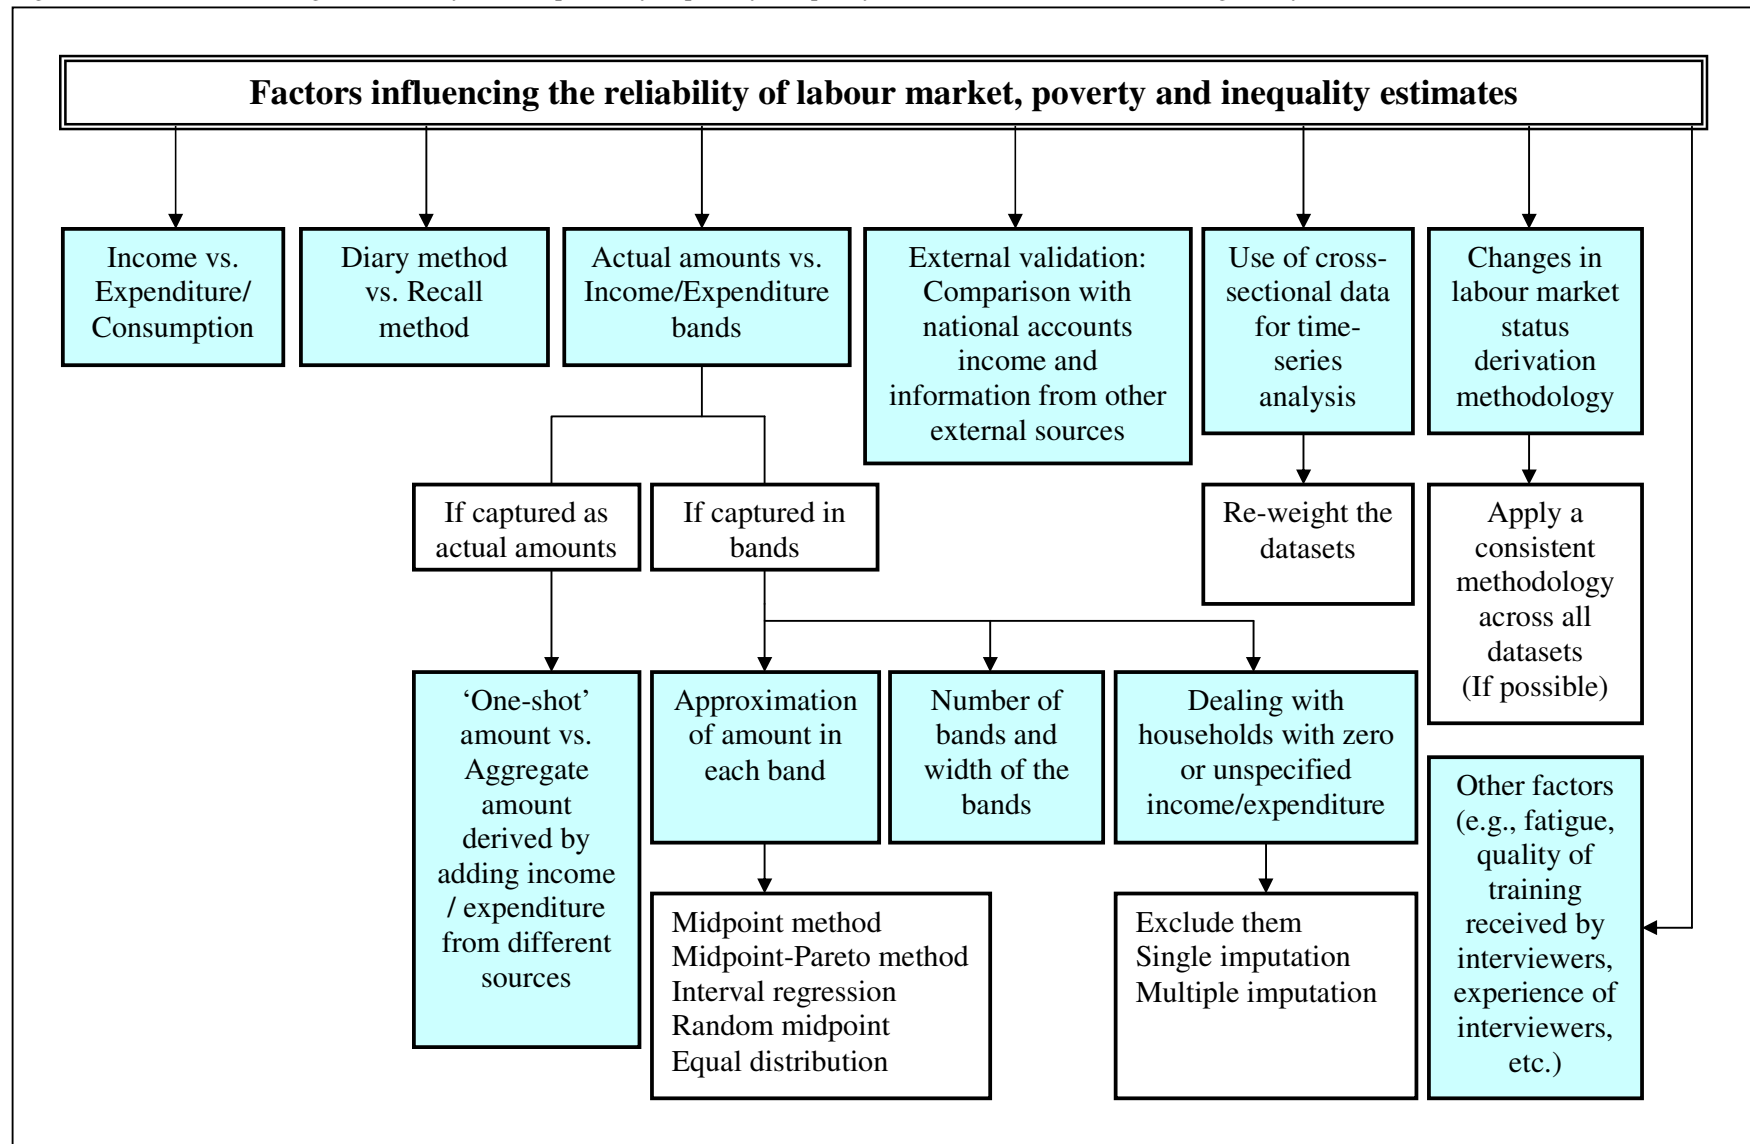 Factors influencing the reliability of labour market, poverty and inequality estimates
Income vs.
Expenditure/
Consumption
Diary method
vs. Recall
method
Actual amounts vs.
Income/Expenditure
bands
External validation:
Comparison with
national accounts
income and
information from other
external sources
Use of cross-
sectional data
for time-
series
analysis
Changes in
labour market
status
derivation
methodology
If captured as
actual amounts
If captured in
bands
Re-weight the
datasets
Apply a
consistent
methodology
across all
datasets
(If possible)
‘One-shot’
amount vs.
Aggregate
amount
derived by
adding income
/ expenditure
from different
sources
Approximation
of amount in
each band
Number of
bands and
width of the
bands
Dealing with
households with zero
or unspecified
income/expenditure
Other factors
(e.g., fatigue,
quality of
training
received by
interviewers,
experience of
interviewers,
etc.)
Midpoint method
Midpoint-Pareto method
Interval regression
Random midpoint
Equal distribution
Exclude them
Single imputation
Multiple imputation